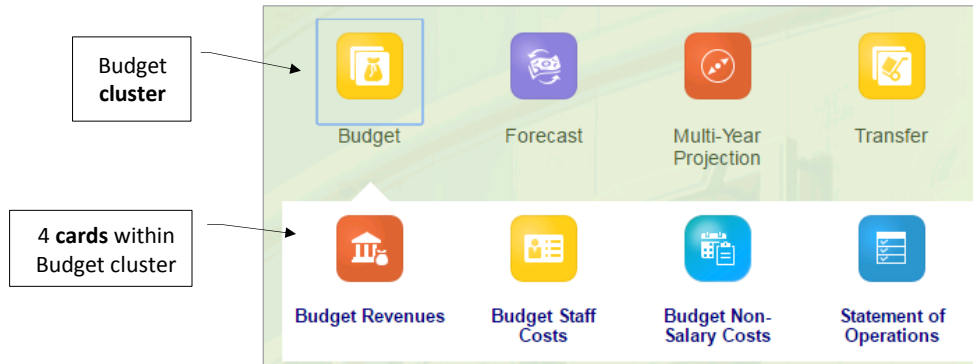 Budget
cluster
Budget
Forecast
Multi-Year
Projection
Transfer
4 cards within
Budget cluster
Budget Revenues
Budget Staff
Costs
Budget Non-
Salary Costs
Statement of
Operations